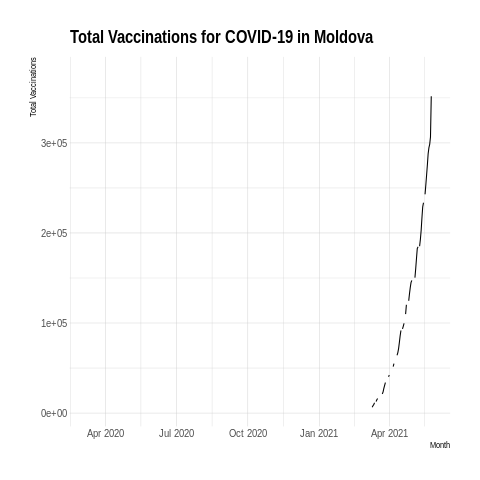 Total Vaccinations for COVID-19 in Moldova
Total Vaccinations
3e+05
2e+05
1e+05
0e+00
Apr 2020 Jul 2020 Oct 2020 Jan 2021 Apr 2021
Month